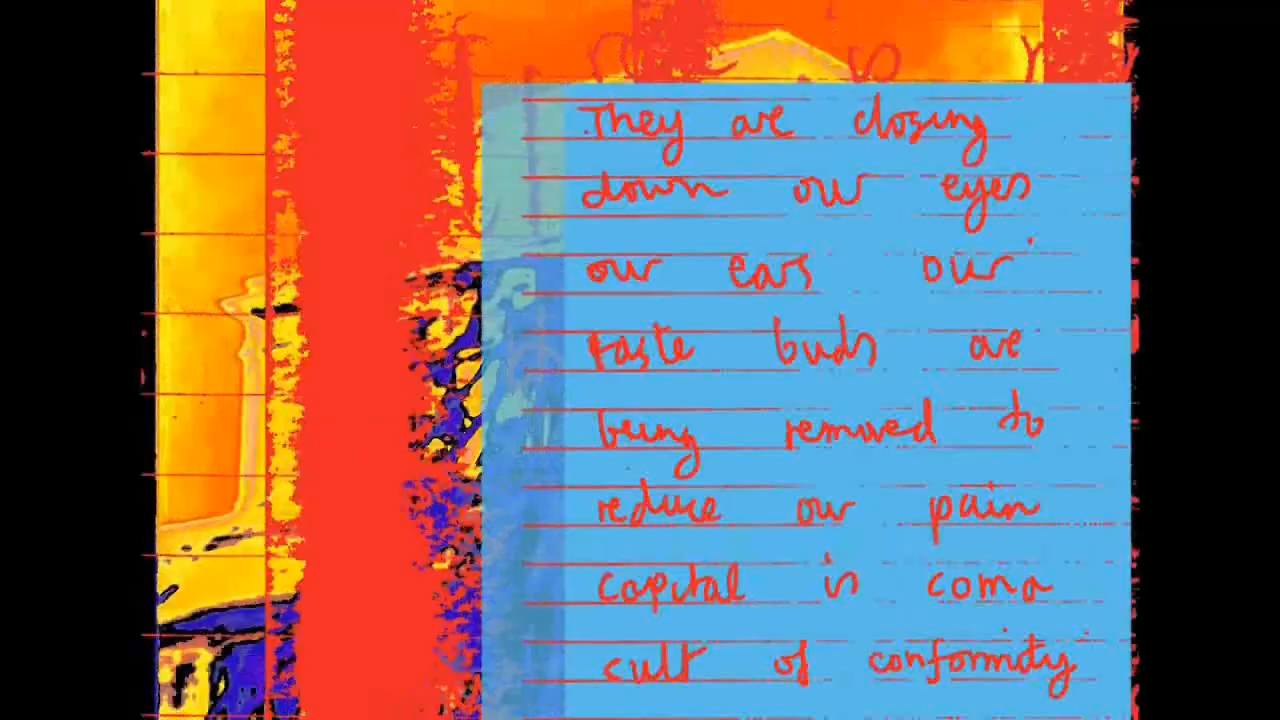 They are closing
down our eyes
our ears our
taste buds are
being removed to
reduce our pain
capital is coma
cult of conformity